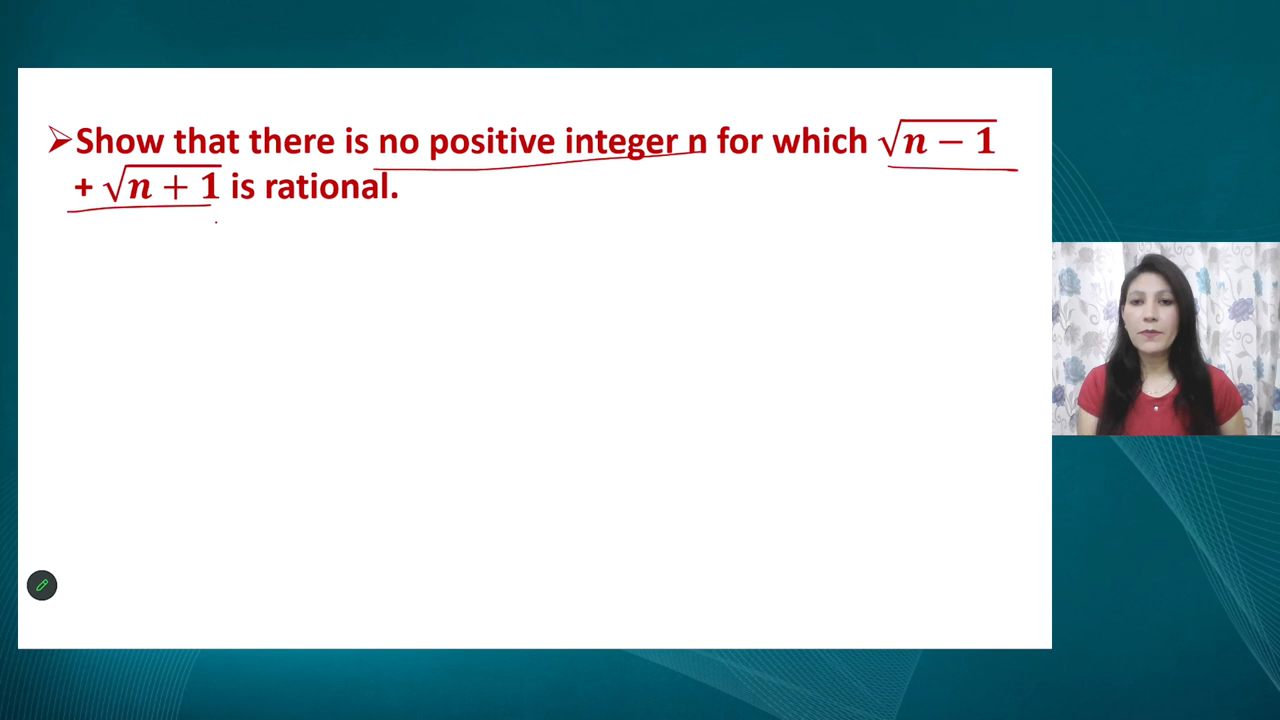 ➢Show that there is no positive integer n for which √n − 1
+ √n + 1 is rational.